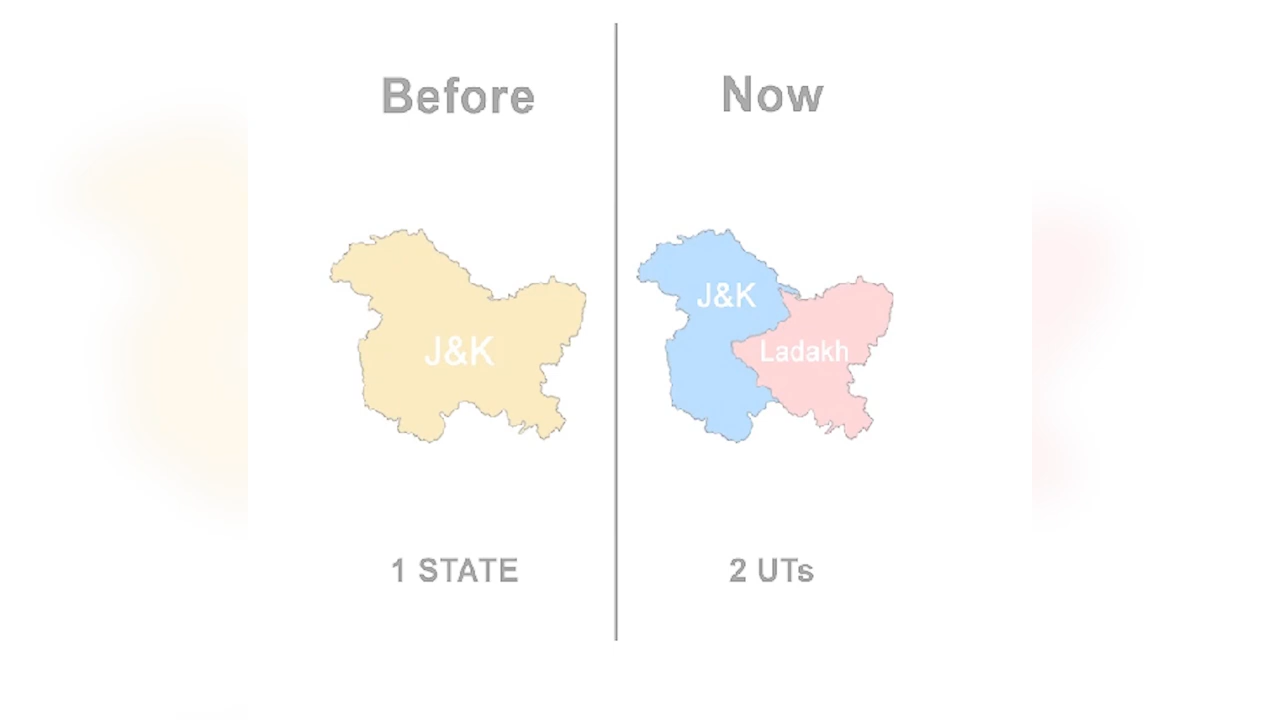 Before
J&K
1 STATE
Now
J&K
Ladakh
2 UTs